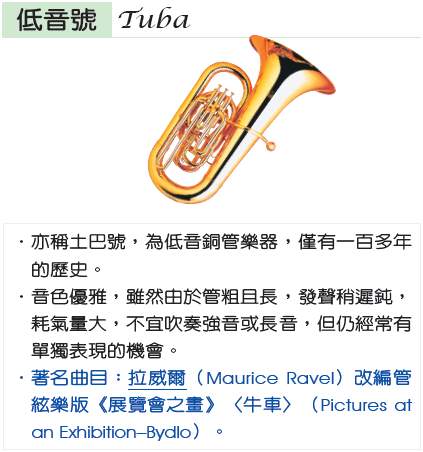 低音號 Tuba
．亦稱土巴號，為低音銅管樂器，僅有一百多年
的歷史。
．音色優雅，雖然由於管粗且長，發聲稍遲鈍，
耗氣量大，不宜吹奏強音或長音，但仍經常有
單獨表現的機會。
．著名曲目：拉威爾（Maurice Ravel）改編管
絃樂版《展覽會之畫》〈牛車〉（Pictures at
an Exhibition–Bydlo）。